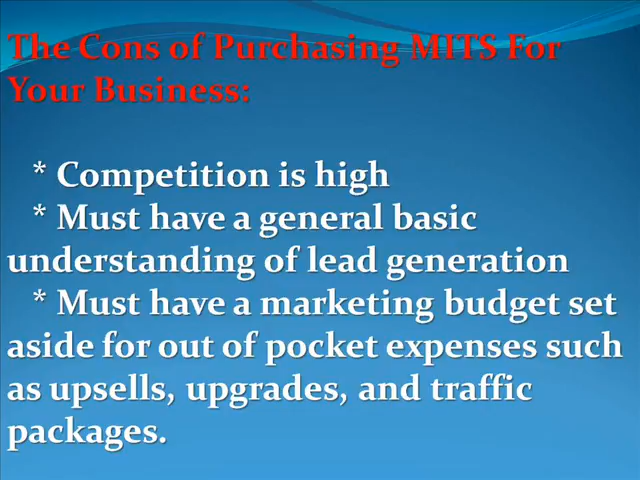 The Cons of Purchasing MITS For
Your Business:
* Competition is high
* Must have a general basic
understanding of lead generation
* Must have a marketing budget set
aside for out of pocket expenses such
as upsells, upgrades, and traffic
packages.